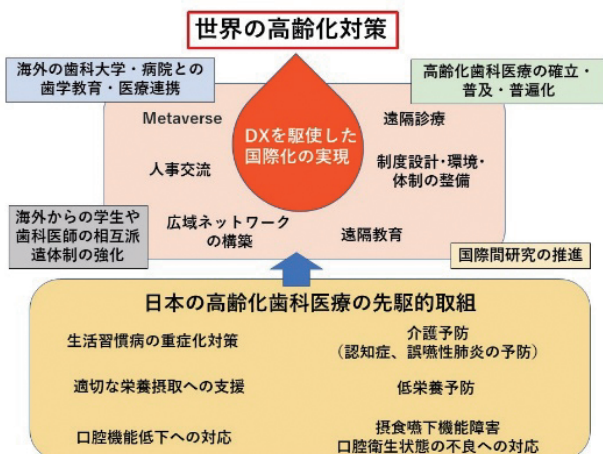 世界の高齢化対策
海外の歯科大学・病院との
歯学教育・医療連携
高齢化歯科医療の確立・
普及・普遍化
Metaverse
DXを駆使した
国際化の実現
遠隔診療
人事交流
制度設計・環境・
体制の整備
海外からの学生や
歯科医師の相互派
遣体制の強化
広域ネットワーク
の構築
遠隔教育
国際間研究の推進
日本の高齢化歯科医療の先駆的取組
生活習慣病の重症化対策
介護予防
（認知症、誤嚥性肺炎の予防）
適切な栄養摂取への支援
低栄養予防
口腔機能低下への対応
摂食嚥下機能障害
口腔衛生状態の不良への対応